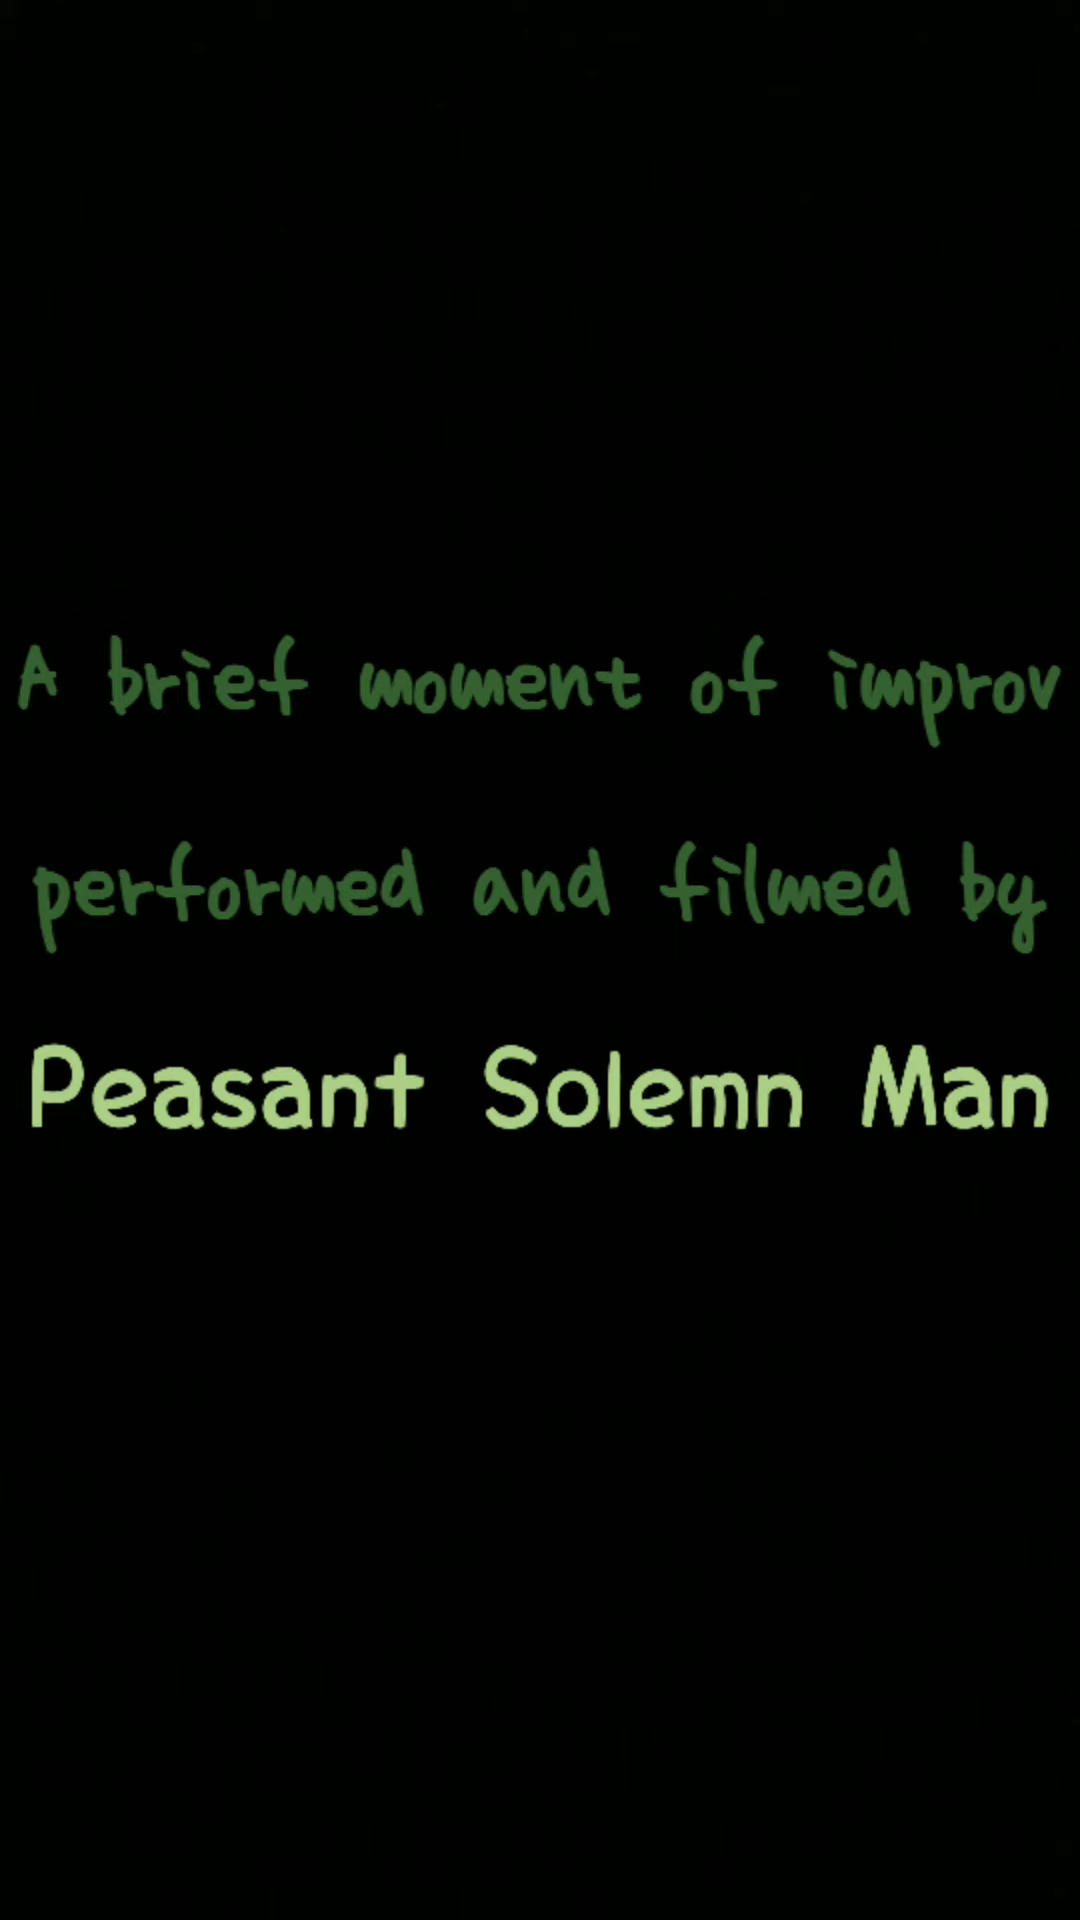 A brief moment of improv
performed and filmed by
Peasant Solemn Man